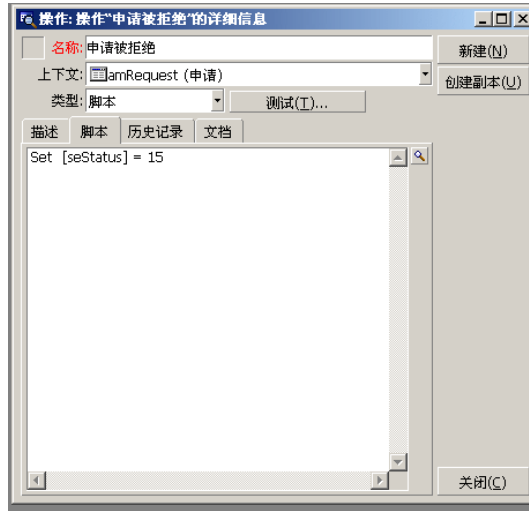 操作: 操作“申请被拒绝”的详细信息
名称: 申请被拒绝
新建(N)
上下文: amRequest (申请)
创建副本(U)
类型: 脚本
测试(T)...
描述 脚本 历史记录 文档
Set [seStatus] = 15
关闭(C)